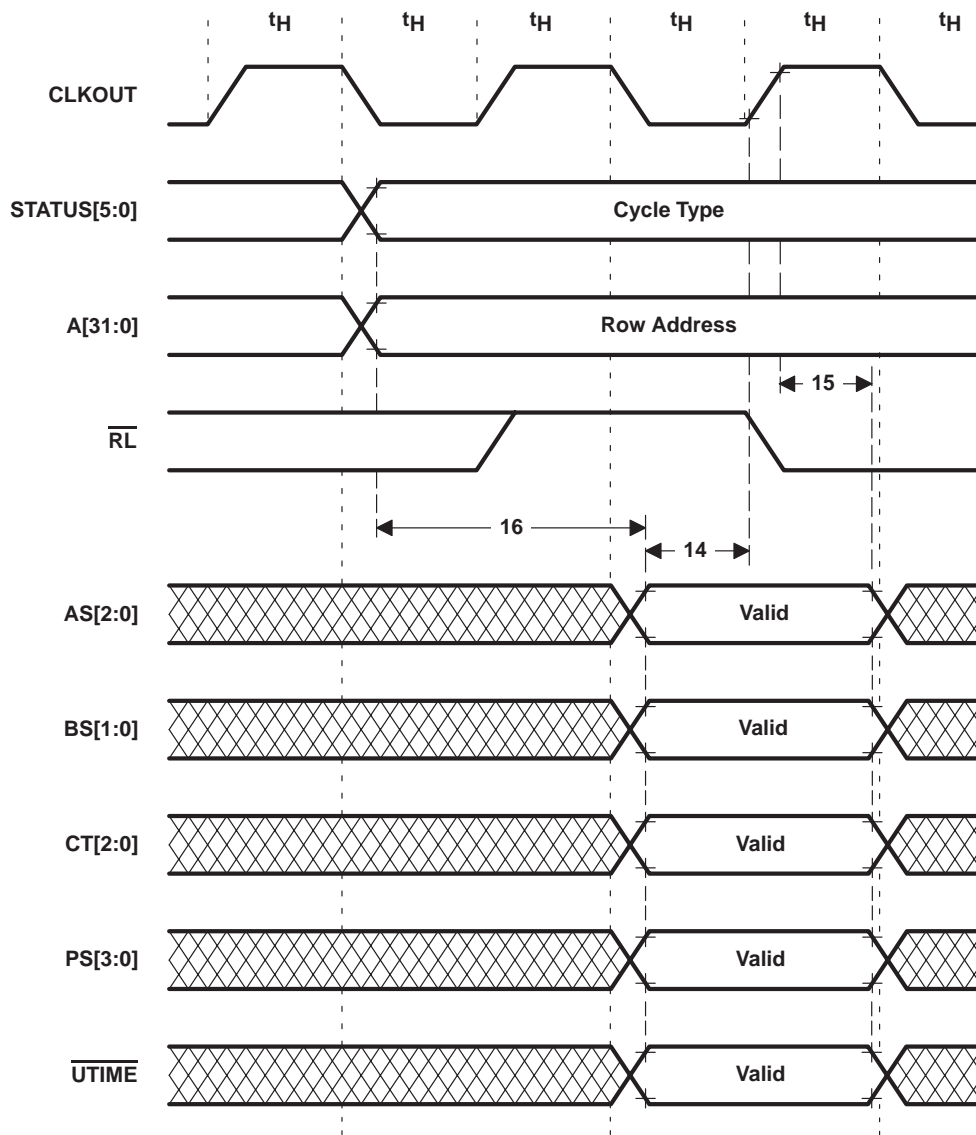 tH tH tH tH tH tH
CLKOUT
STATUS[5:0] Cycle Type
A[31:0] Row Address
15
RL
16
14
AS[2:0] Valid
BS[1:0] Valid
CT[2:0] Valid
PS[3:0] Valid
UTIME Valid